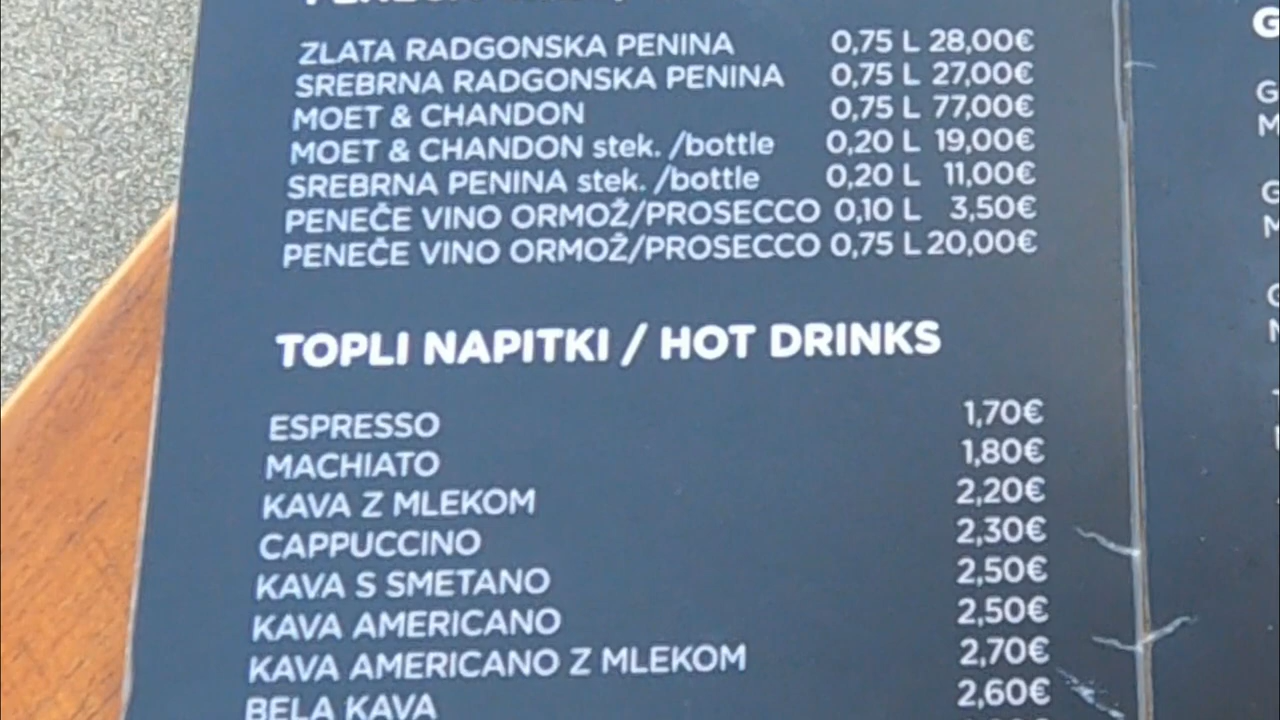 ZLATA RADGONSKA PENINA 0,75 L 28,00€
SREBRNA RADGONSKA PENINA 0,75 L 27,00€
MOET & CHANDON 0,75 L 77,00€
MOET & CHANDON stek. /bottle 0,20 L 19,00€
SREBRNA PENINA stek. /bottle 0,20 L 11,00€
PENEČE VINO ORMOŽ/PROSECCO 0,10 L 3,50€
PENEČE VINO ORMOŽ/PROSECCO 0,75 L 20,00€
TOPLI NAPITKI / HOT DRINKS
ESPRESSO 1,70€
MACHIATO 1,80€
KAVA Z MLEKOM 2,20€
CAPPUCCINO 2,30€
KAVA S SMETANO 2,50€
KAVA AMERICANO 2,50€
KAVA AMERICANO Z MLEKOM 2,70€
BELA KAVA 2,60€